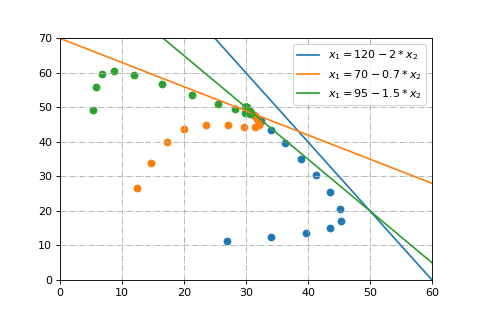 70
60
50
40
30
20
10
0
x₁ = 120 − 2 * x₂
x₁ = 70 − 0.7 * x₂
x₁ = 95 − 1.5 * x₂
0 10 20 30 40 50 60